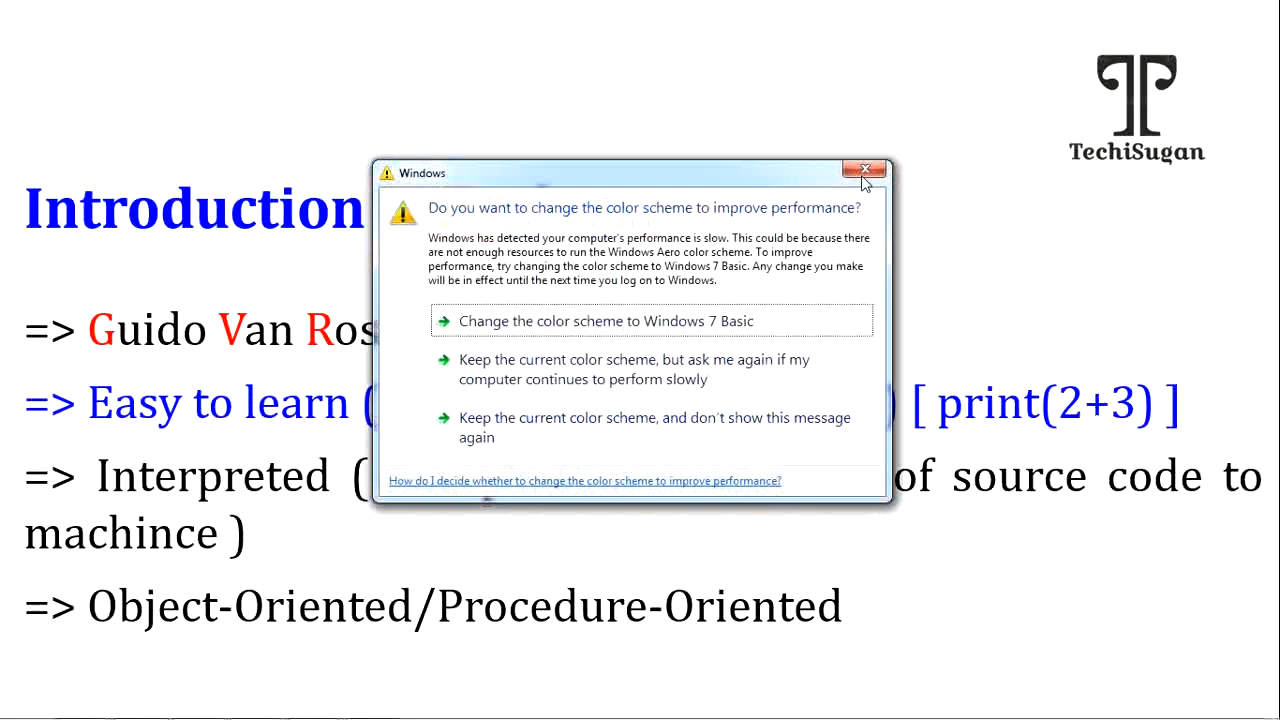 TechiSugan
Windows
Introduction
Do you want to change the color scheme to improve performance?
Windows has detected your computer's performance is slow. This could be because there
are not enough resources to run the Windows Aero color scheme. To improve
performance, try changing the color scheme to Windows 7 Basic. Any change you make
will be in effect until the next time you log on to Windows.
Change the color scheme to Windows 7 Basic
=> Guido Van Ros
Keep the current color scheme, but ask me again if my
computer continues to perform slowly
=> Easy to learn ( ) [ print(2+3) ]
Keep the current color scheme, and don't show this message
again
=> Interpreted ( of source code to
How do I decide whether to change the color scheme to improve performance?
machince )
=> Object-Oriented/Procedure-Oriented